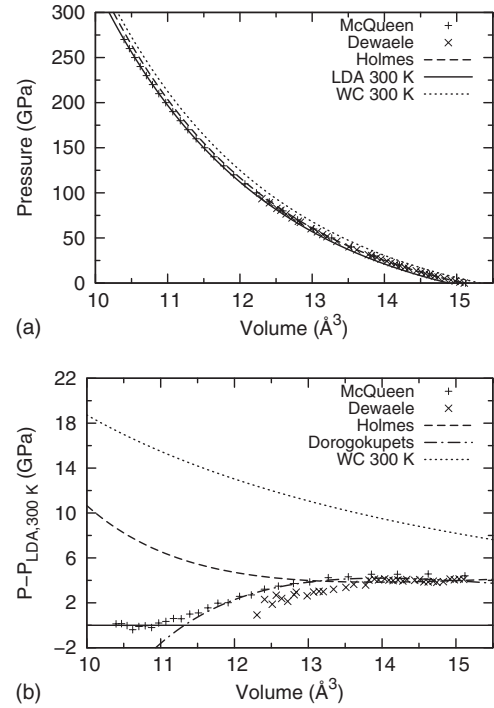 300
250
200
150
100
50
0
Pressure (GPa)
McQueen
Dewaele
Holmes
LDA 300 K
WC 300 K
10 11 12 13 14 15
(a)
Volume (Å³)
22
18
14
10
6
2
−2
P−P_LDA,300 K (GPa)
McQueen
Dewaele
Holmes
Dorogokupets
WC 300 K
10 11 12 13 14 15
(b)
Volume (Å³)